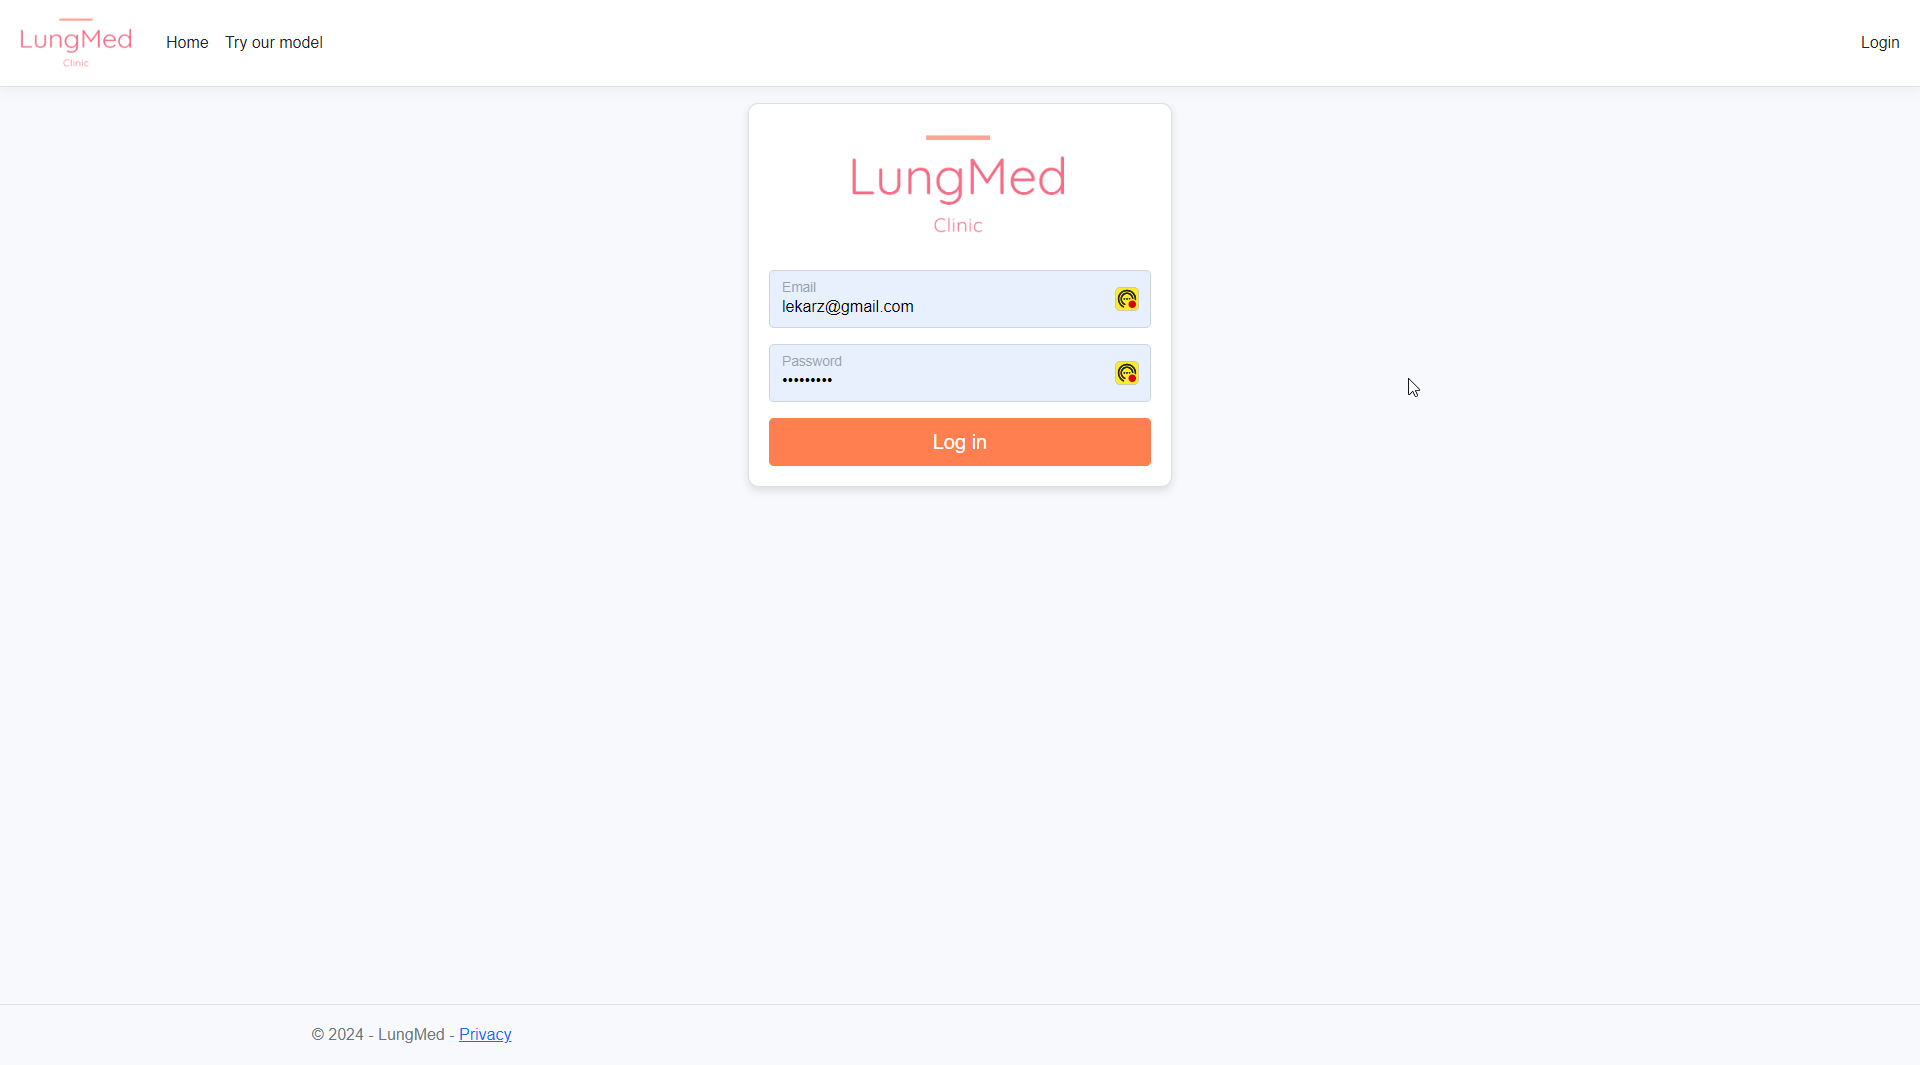 LungMed
Clinic
Home
Try our model
Login
LungMed
Clinic
Email
lekarz@gmail.com
Password
•••••••••
Log in
© 2024 - LungMed - Privacy